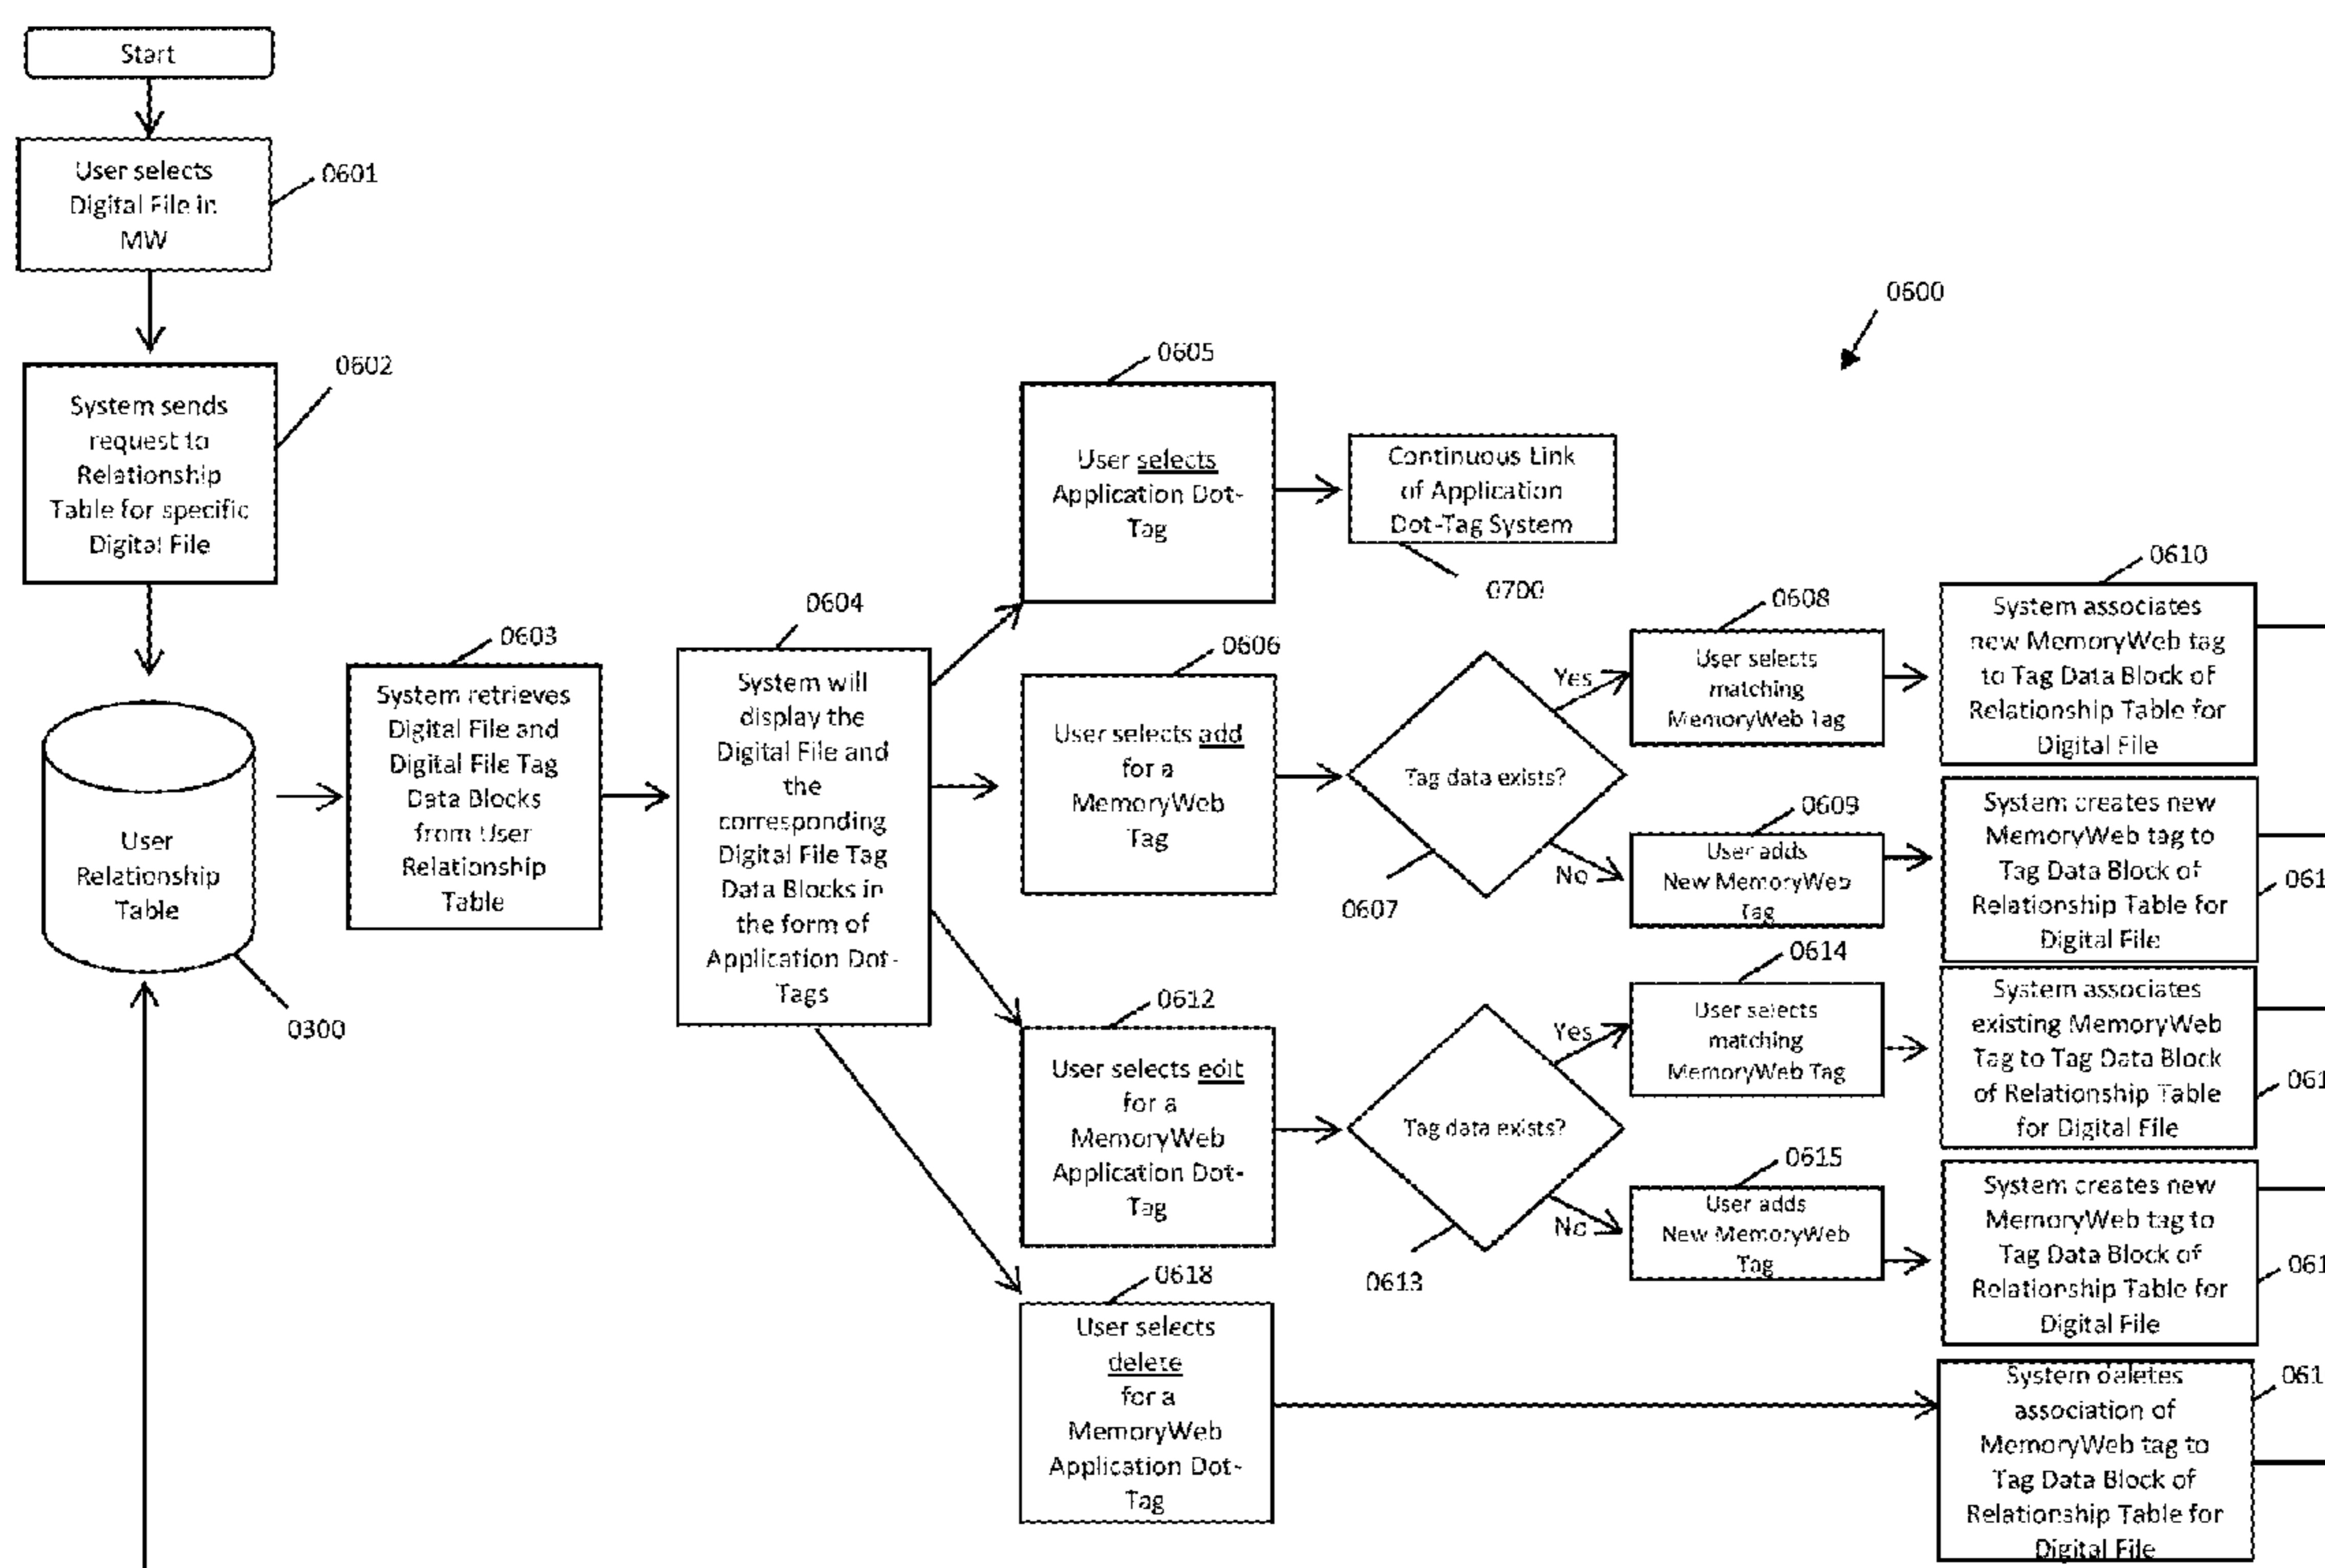 Start
User selects
Digital File in
MW
0601
System sends
request to
Relationship
Table for specific
Digital File
0602
User
Relationship
Table
0300
0603
System retrieves
Digital File and
Digital File Tag
Data Blocks
from User
Relationship
Table
0604
System will
display the
Digital File and
the
corresponding
Digital File Tag
Data Blocks in
the form of
Application Dot-
Tags
0600
0605
User selects
Application Dot-
Tag
Continuous Link
of Application
Dot-Tag System
0700
0606
User selects add
for a
MemoryWeb
Tag
Tag data exists?
0607
Yes
No
0608
User selects
matching
MemoryWeb Tag
0609
User adds
New MemoryWeb
Tag
0610
System associates
new MemoryWeb tag
to Tag Data Block of
Relationship Table for
Digital File
System creates new
MemoryWeb tag to
Tag Data Block of
Relationship Table for
Digital File
061
0612
User selects edit
for a
MemoryWeb
Application Dot-
Tag
Tag data exists?
0613
Yes
No
0614
User selects
matching
MemoryWeb Tag
0615
User adds
New MemoryWeb
Tag
System associates
existing MemoryWeb
Tag to Tag Data Block
of Relationship Table
for Digital File
061
System creates new
MemoryWeb tag to
Tag Data Block of
Relationship Table for
Digital File
061
0618
User selects
delete
for a
MemoryWeb
Application Dot-
Tag
System deletes
association of
MemoryWeb tag to
Tag Data Block of
Relationship Table for
Digital File
061